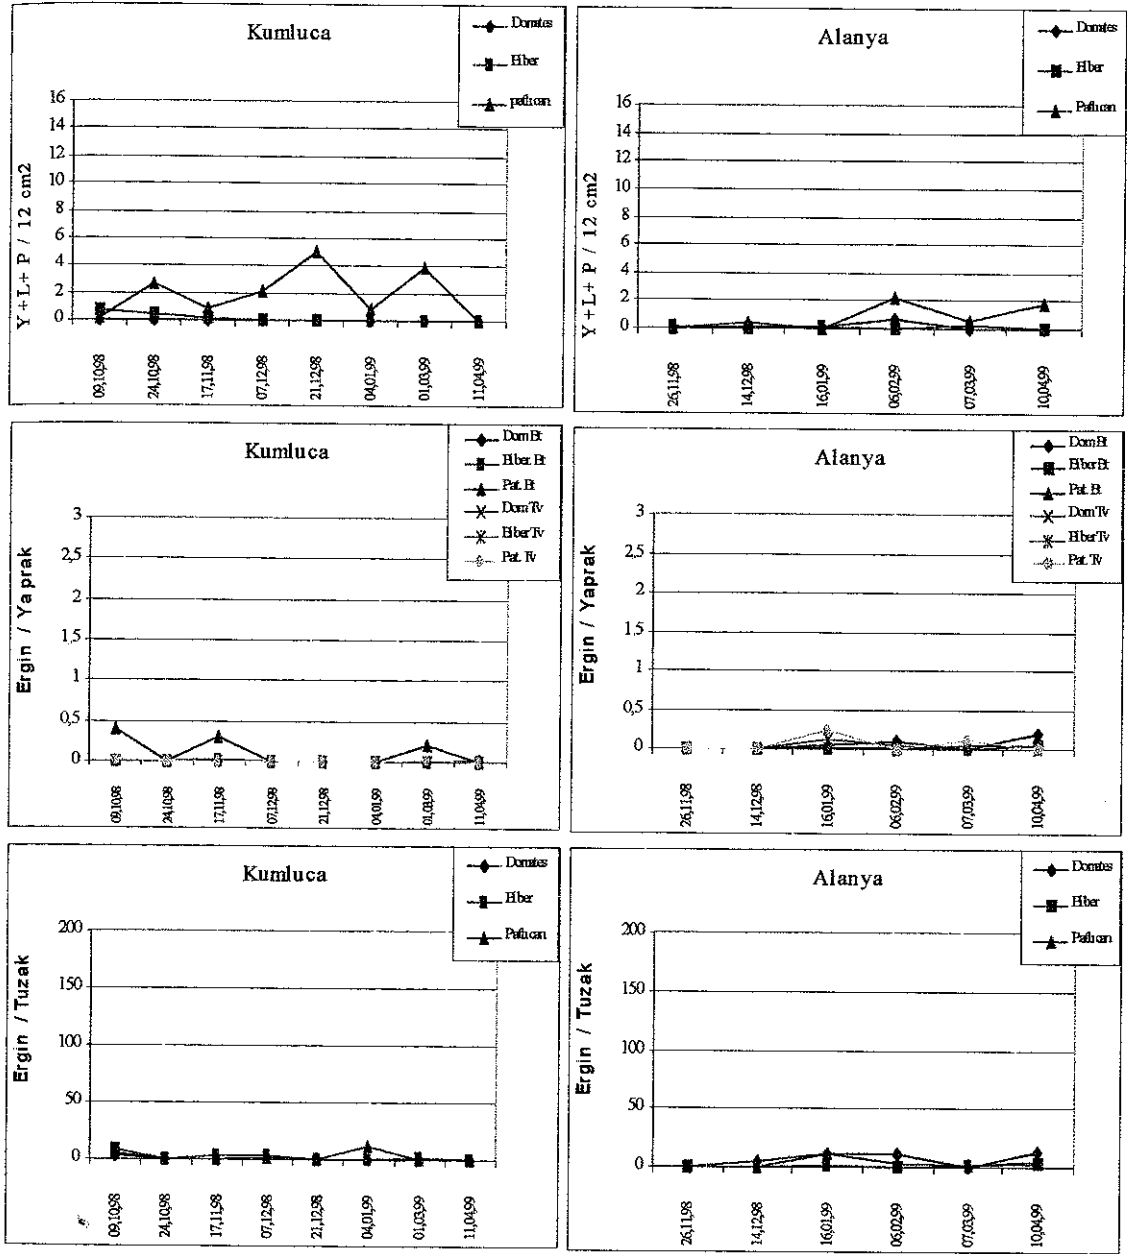 Kumluca
Domates
Biber
patlıcan
Y+L+P / 12 cm2
16
14
12
10
8
6
4
2
0
09,10,98
24,10,98
17,11,98
07,12,98
21,12,98
04,01,99
01,03,99
11,04,99
Alanya
Domates
Biber
Patlıcan
Y+L+P / 12 cm2
16
14
12
10
8
6
4
2
0
26,11,98
14,12,98
16,01,99
06,02,99
07,03,99
10,04,99
Kumluca
Dom Bt
Biber. Bt
Pat. Bt
Dom Tv
Biber Tv
Pat. Tv
Ergin / Yaprak
3
2,5
2
1,5
1
0,5
0
09,10,98
24,10,98
17,11,98
07,12,98
21,12,98
04,01,99
01,03,99
11,04,99
Alanya
Dom Bt
Biber Bt
Pat. Bt
Dom Tv
Biber Tv
Pat. Tv
Ergin / Yaprak
3
2,5
2
1,5
1
0,5
0
26,11,98
14,12,98
16,01,99
06,02,99
07,03,99
10,04,99
Kumluca
Domates
Biber
Patlıcan
Ergin / Tuzak
200
150
100
50
0
09,10,98
24,10,98
17,11,98
07,12,98
21,12,98
04,01,99
01,03,99
11,04,99
Alanya
Domates
Biber
Patlıcan
Ergin / Tuzak
200
150
100
50
0
26,11,98
14,12,98
16,01,99
06,02,99
07,03,99
10,04,99